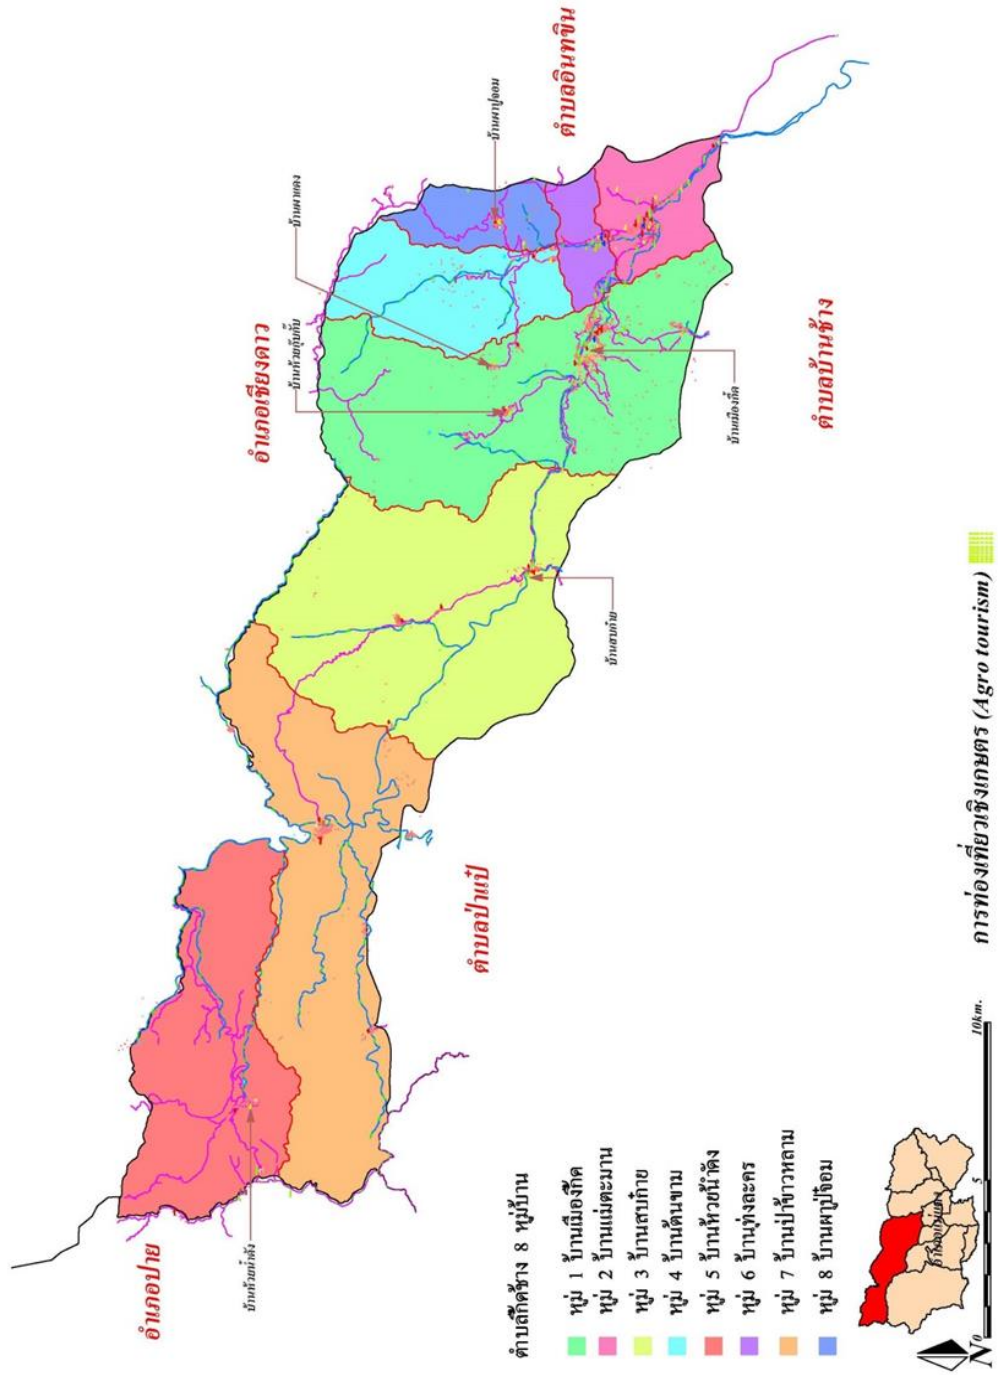 อำเภอปาย
อำเภอเชียงดาว
ตำบลอินทขิน
ตำบลป่าแป๋
ตำบลบ้านช้าง
บ้านห้วยน้ำดัง
บ้านผาแดง
บ้านผาปู่จอม
บ้านสบก๋าย
บ้านเมืองกึ๊ด
ตำบลกึ๊ดช้าง 8 หมู่บ้าน
หมู่ 1 บ้านเมืองกึ๊ด
หมู่ 2 บ้านแม่ตะมาน
หมู่ 3 บ้านสบก๋าย
หมู่ 4 บ้านต้นขาม
หมู่ 5 บ้านห้วยน้ำดัง
หมู่ 6 บ้านทุ่งละคร
หมู่ 7 บ้านป่าข้าวหลาม
หมู่ 8 บ้านผาปู่จอม
การท่องเที่ยวเชิงเกษตร (Agro tourism)
N
0 5 10km.